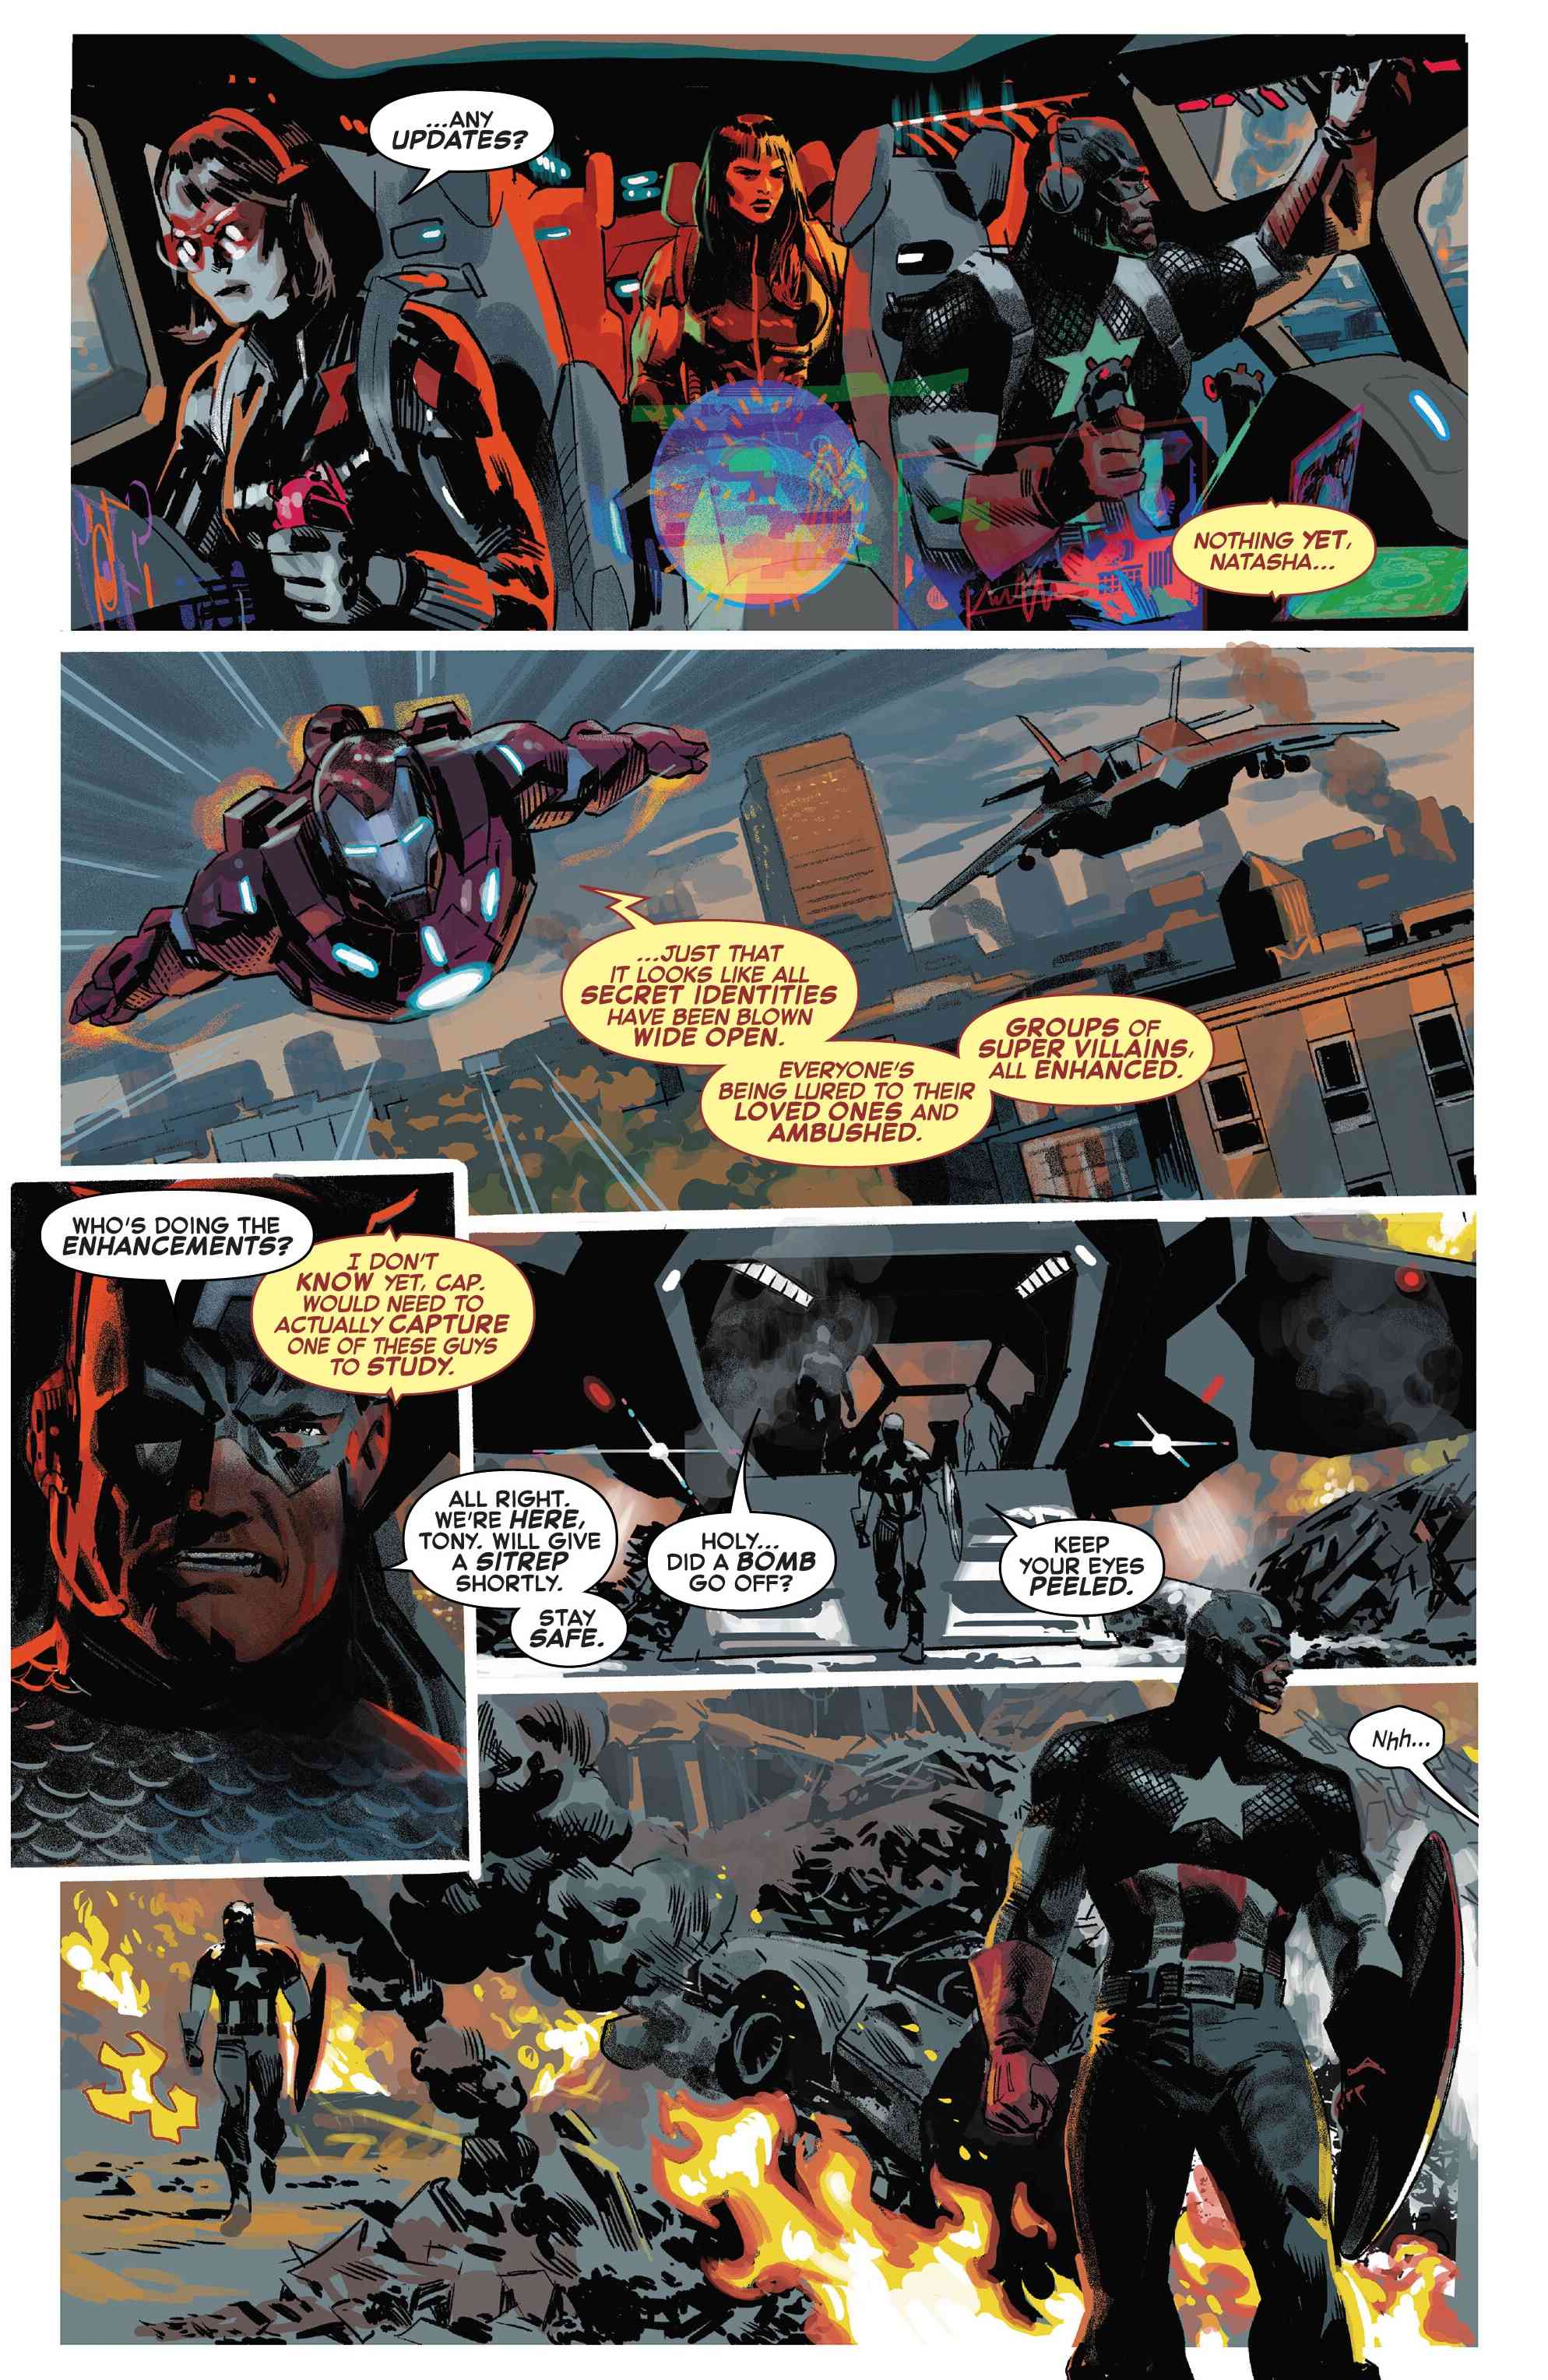 ...ANY
UPDATES?
NOTHING YET,
NATASHA...
...JUST THAT
IT LOOKS LIKE ALL
SECRET IDENTITIES
HAVE BEEN BLOWN
WIDE OPEN.
EVERYONE'S
BEING LURED TO THEIR
LOVED ONES AND
AMBUSHED.
GROUPS OF
SUPER VILLAINS,
ALL ENHANCED.
WHO'S DOING THE
ENHANCEMENTS?
I DON'T
KNOW YET, CAP.
WOULD NEED TO
ACTUALLY CAPTURE
ONE OF THESE GUYS
TO STUDY.
ALL RIGHT.
WE'RE HERE,
TONY. WILL GIVE
A SITREP
SHORTLY.
STAY
SAFE.
HOLY...
DID A BOMB
GO OFF?
KEEP
YOUR EYES
PEELED.
Nhh...